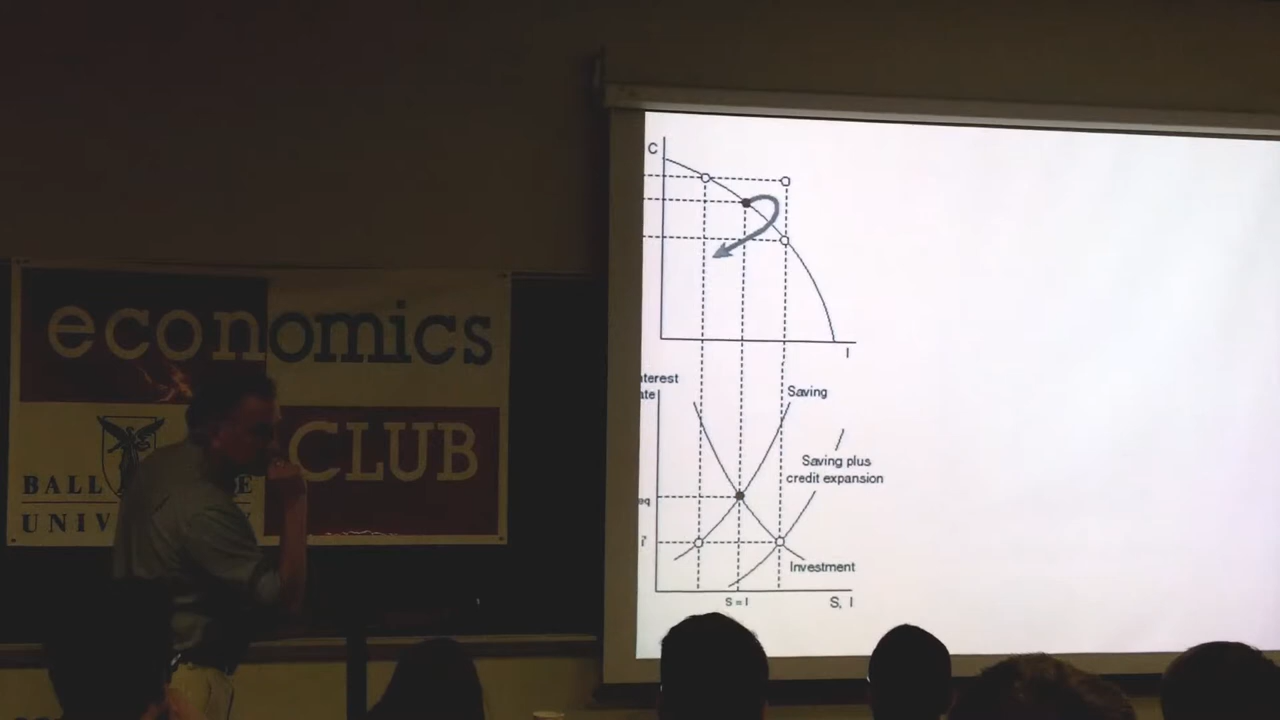 economics
CLUB
BALL
E
UNIV
C
I
nterest
ate
Saving
Saving plus
credit expansion
eq
Investment
S = I
S, I